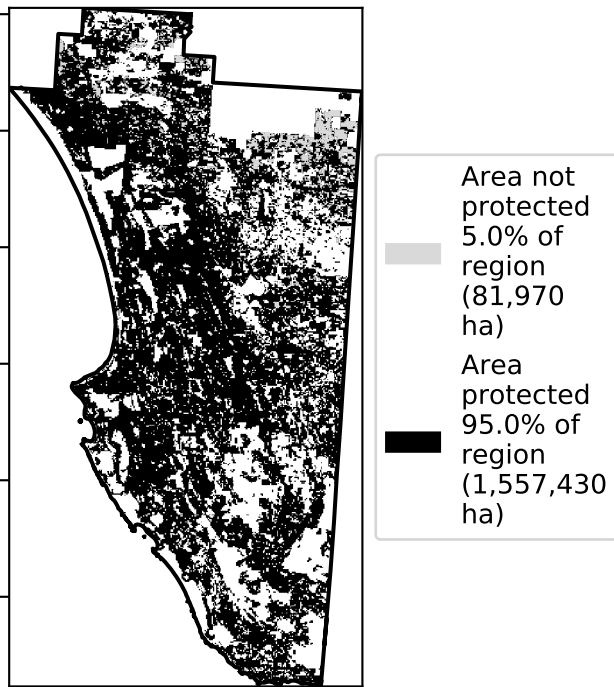 Area not
protected
5.0% of
region
(81,970
ha)
Area
protected
95.0% of
region
(1,557,430
ha)